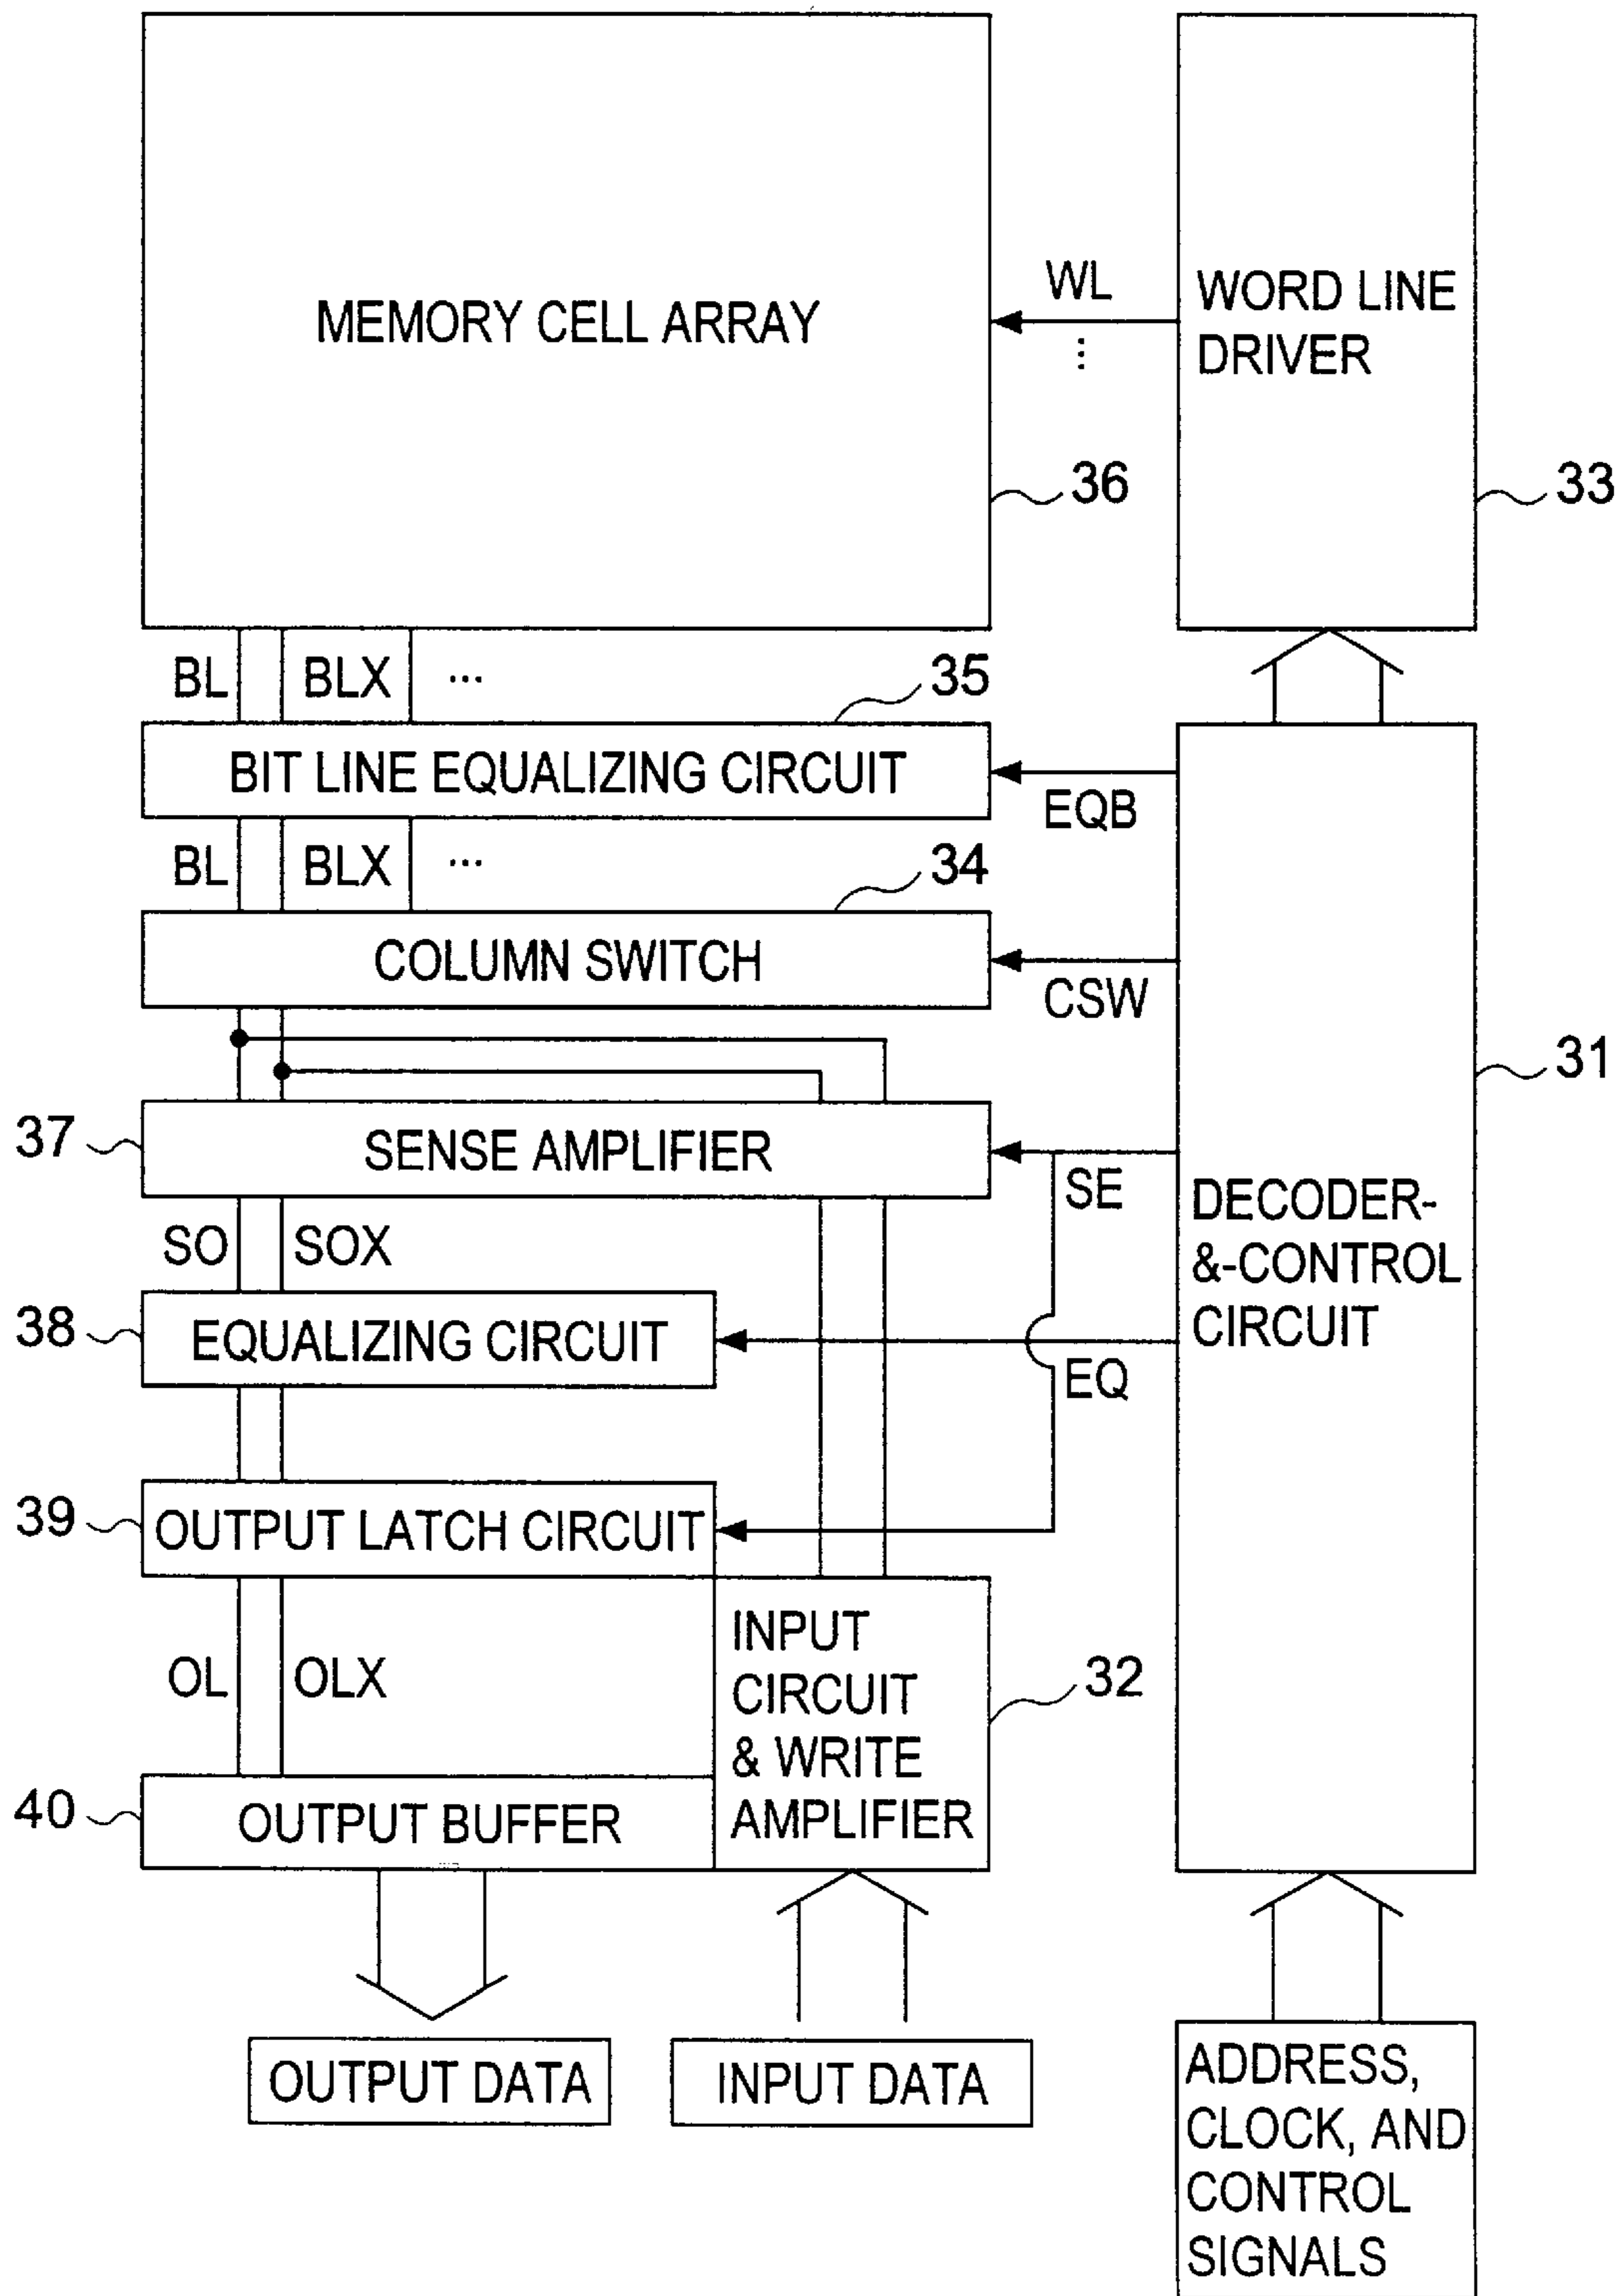 MEMORY CELL ARRAY
WL
...
WORD LINE
DRIVER
36
33
BL
BLX
...
35
BIT LINE EQUALIZING CIRCUIT
EQB
BL
BLX
...
34
COLUMN SWITCH
CSW
31
37
SENSE AMPLIFIER
SE
DECODER-
&-CONTROL
CIRCUIT
SO
SOX
38
EQUALIZING CIRCUIT
EQ
39
OUTPUT LATCH CIRCUIT
INPUT
CIRCUIT
& WRITE
AMPLIFIER
OL
OLX
32
40
OUTPUT BUFFER
OUTPUT DATA
INPUT DATA
ADDRESS,
CLOCK, AND
CONTROL
SIGNALS